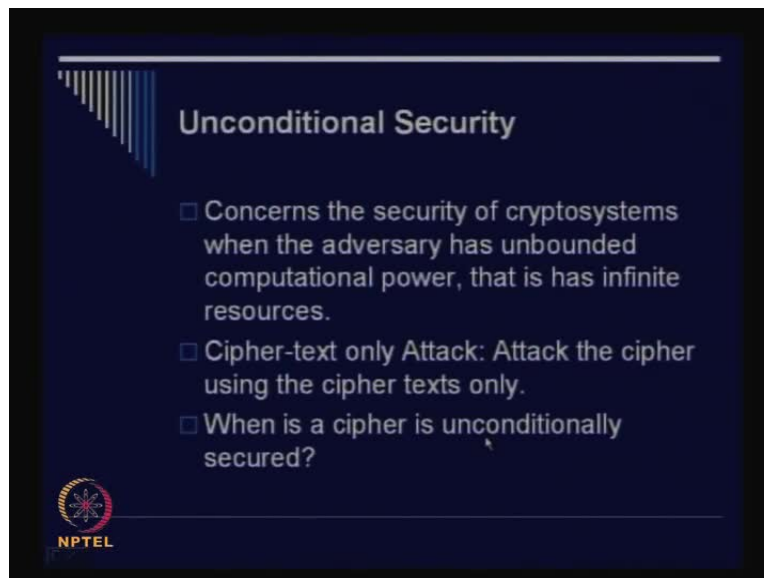 Unconditional Security
Concerns the security of cryptosystems
when the adversary has unbounded
computational power, that is has infinite
resources.
Cipher-text only Attack: Attack the cipher
using the cipher texts only.
When is a cipher is unconditionally
secured?
NPTEL